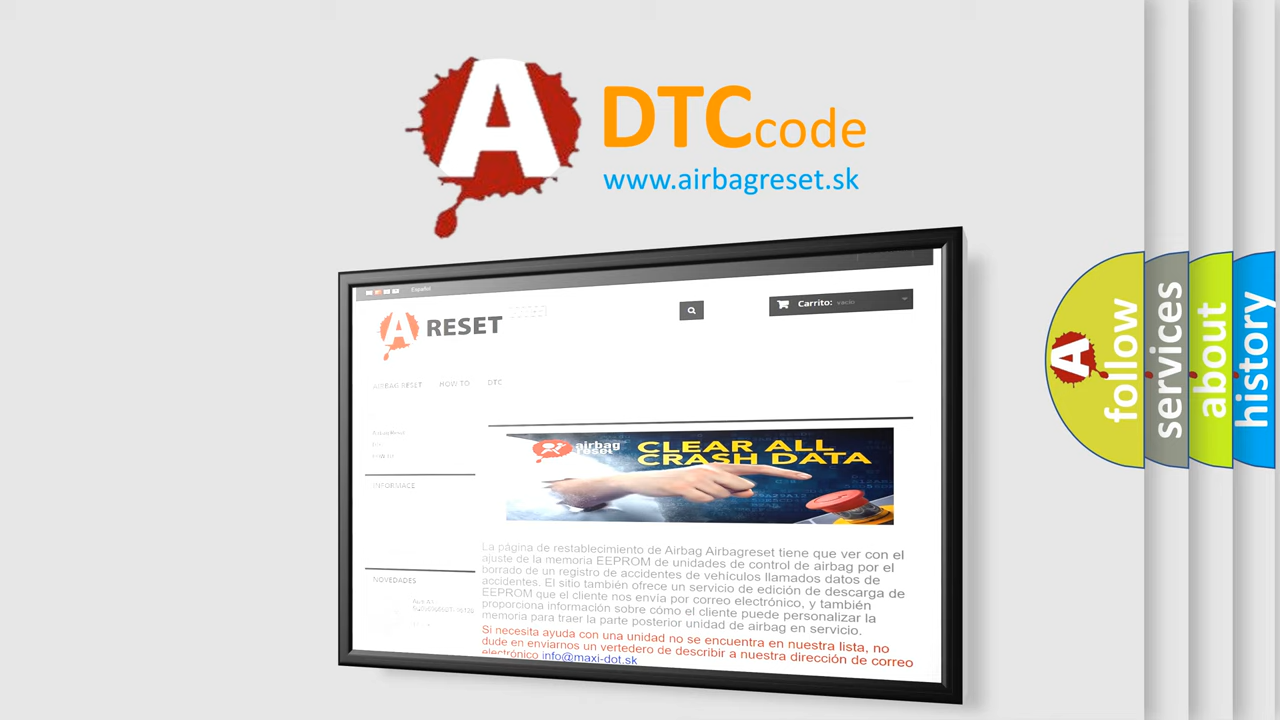 A
DTCcode
www.airbagreset.sk
Español
A RESET
Carrito: vacío
AIRBAG RESET HOW TO DTC
airbag
reset
CLEAR ALL
CRASH DATA
INFORMACE
NOVEDADES
La página de restablecimiento de Airbag Airbagreset tiene que ver con el
ajuste de la memoria EEPROM de unidades de control de airbag por el
borrado de un registro de accidentes de vehículos llamados datos de
accidentes. El sitio también ofrece un servicio de edición de descarga de
EEPROM que el cliente nos envía por correo electrónico, y también
proporciona información sobre cómo el cliente puede personalizar la
memoria para traer la parte posterior unidad de airbag en servicio.
Si necesita ayuda con una unidad no se encuentra en nuestra lista, no
dude en enviarnos un vertedero de describir a nuestra dirección de correo
electrónico info@maxi-dot.sk
A
follow
services
about
history